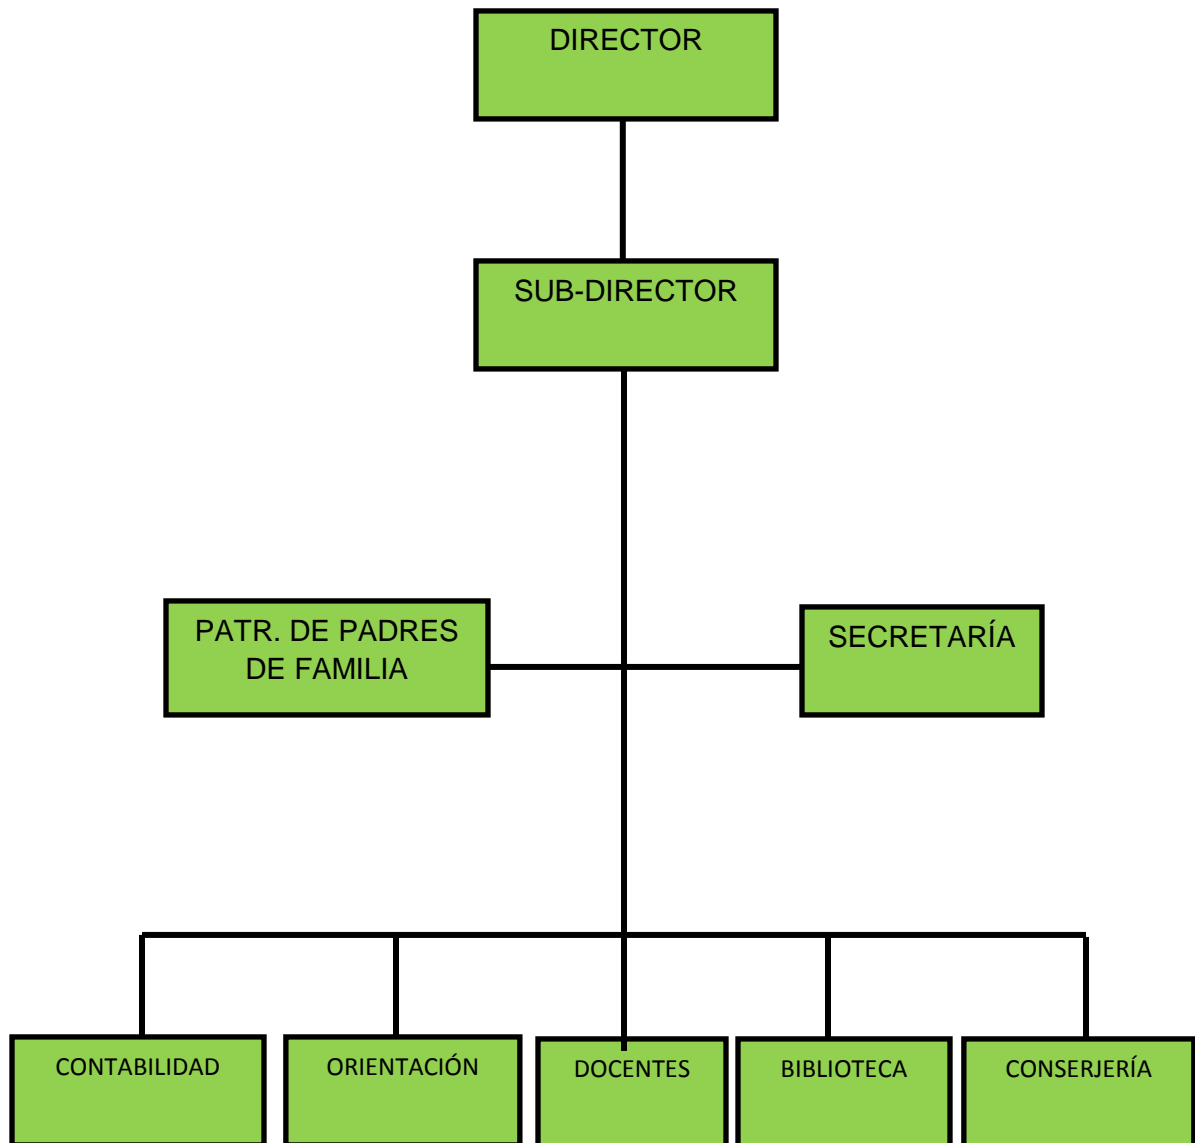 DIRECTOR
SUB-DIRECTOR
PATR. DE PADRES
DE FAMILIA
SECRETARÍA
CONTABILIDAD
ORIENTACIÓN
DOCENTES
BIBLIOTECA
CONSERJERÍA